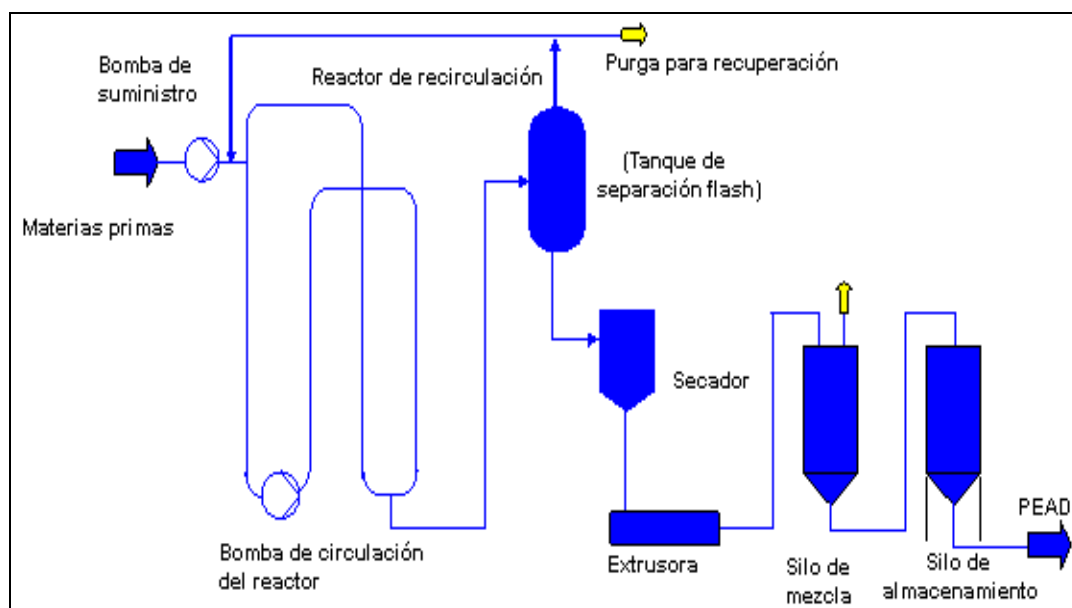 Bomba de
suministro
Materias primas
Reactor de recirculación
Purga para recuperación
(Tanque de
separación flash)
Secador
Bomba de circulación
del reactor
Extrusora
Silo de
mezcla
Silo de
almacenamiento
PEAD